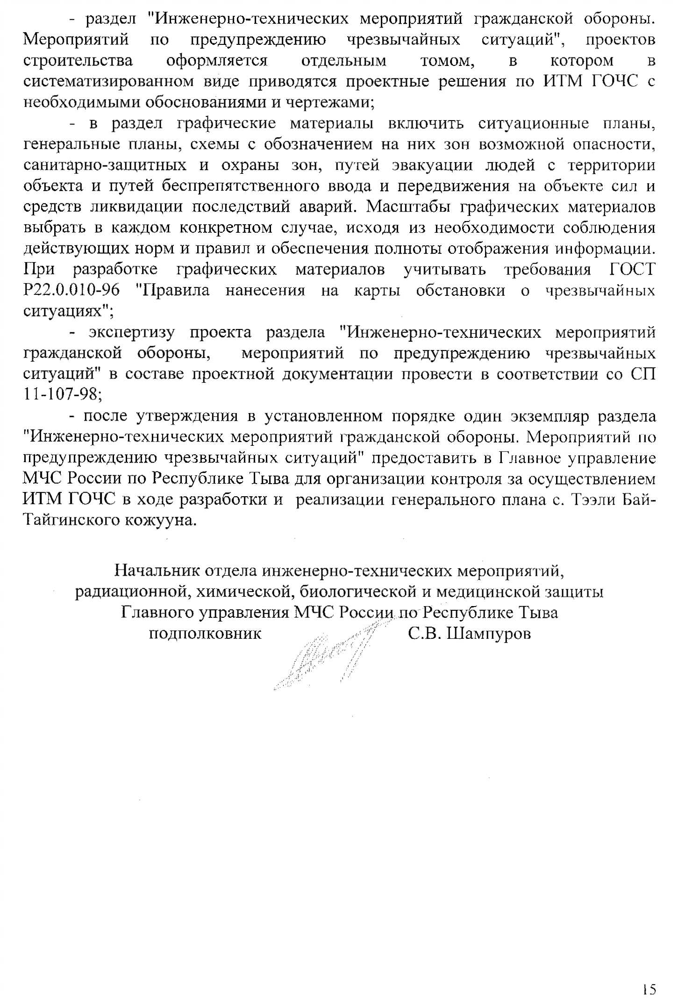 - раздел "Инженерно-технических мероприятий гражданской обороны.
Мероприятий по предупреждению чрезвычайных ситуаций", проектов
строительства оформляется отдельным томом, в котором в
систематизированном виде приводятся проектные решения по ИТМ ГОЧС с
необходимыми обоснованиями и чертежами;
- в раздел графические материалы включить ситуационные планы,
генеральные планы, схемы с обозначением на них зон возможной опасности,
санитарно-защитных и охраны зон, путей эвакуации людей с территории
объекта и путей беспрепятственного ввода и передвижения на объекте сил и
средств ликвидации последствий аварий. Масштабы графических материалов
выбрать в каждом конкретном случае, исходя из необходимости соблюдения
действующих норм и правил и обеспечения полноты отображения информации.
При разработке графических материалов учитывать требования ГОСТ
Р22.0.010-96 "Правила нанесения на карты обстановки о чрезвычайных
ситуациях";
- экспертизу проекта раздела "Инженерно-технических мероприятий
гражданской обороны, мероприятий по предупреждению чрезвычайных
ситуаций" в составе проектной документации провести в соответствии со СП
11-107-98;
- после утверждения в установленном порядке один экземпляр раздела
"Инженерно-технических мероприятий гражданской обороны. Мероприятий по
предупреждению чрезвычайных ситуаций" предоставить в Главное управление
МЧС России по Республике Тыва для организации контроля за осуществлением
ИТМ ГОЧС в ходе разработки и реализации генерального плана с. Тээли Бай-
Тайгинского кожууна.
Начальник отдела инженерно-технических мероприятий,
радиационной, химической, биологической и медицинской защиты
Главного управления МЧС России по Республике Тыва
подполковник С.В. Шампуров
15